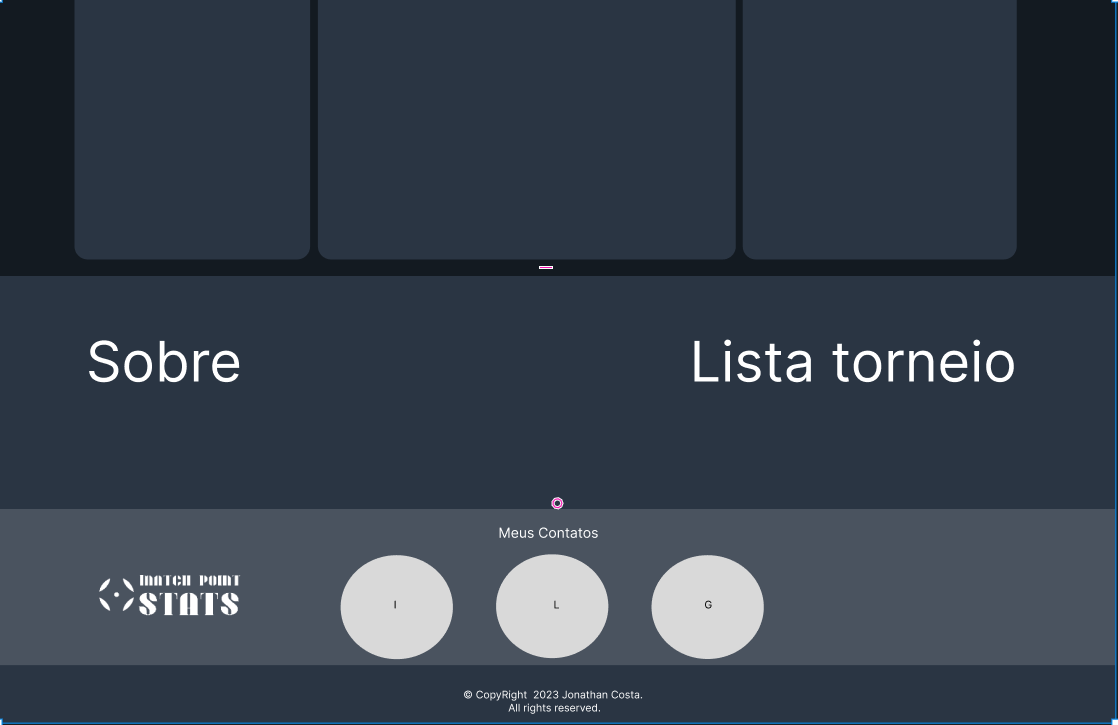 Sobre
Lista torneio
Meus Contatos
MATCH POINT
STATS
I
L
G
© CopyRight 2023 Jonathan Costa.
All rights reserved.